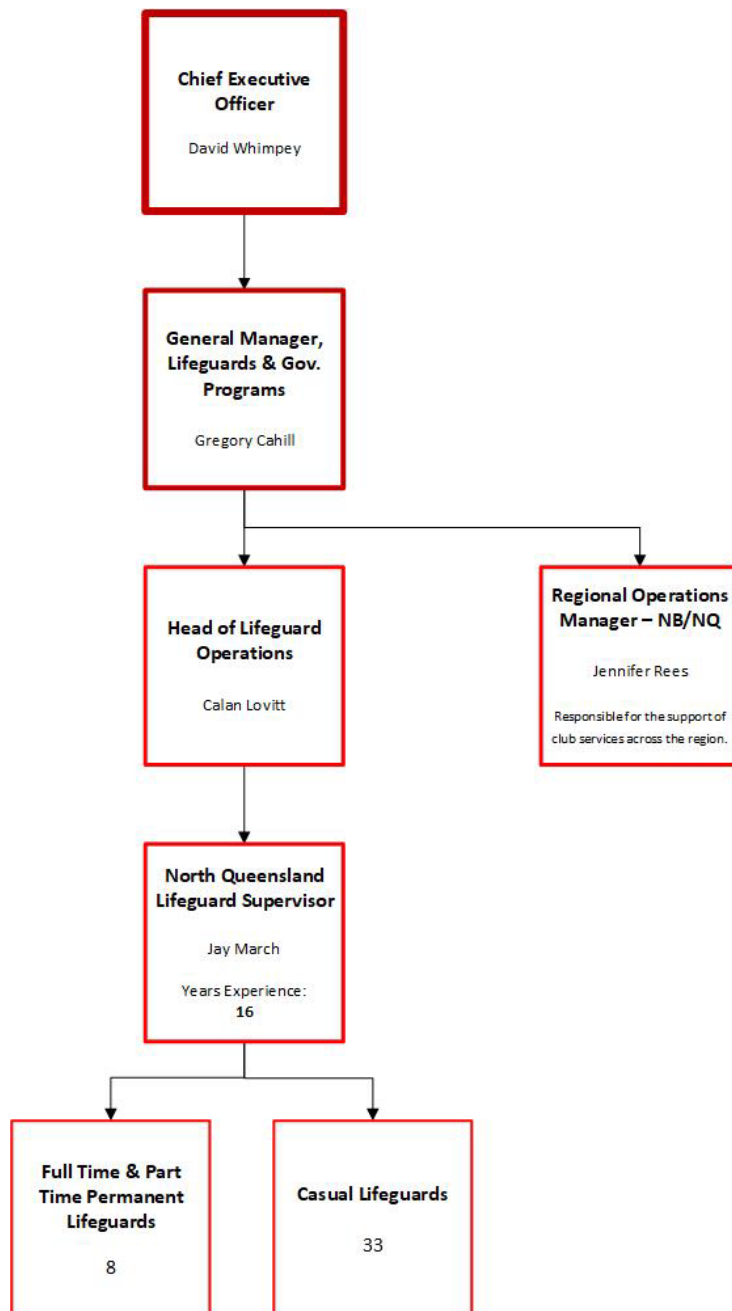 Chief Executive
Officer
David Whimpey
General Manager,
Lifeguards & Gov.
Programs
Gregory Cahill
Head of Lifeguard
Operations
Calan Lovitt
Regional Operations
Manager – NB/NQ
Jennifer Rees
Responsible for the support of
club services across the region.
North Queensland
Lifeguard Supervisor
Jay March
Years Experience:
16
Full Time & Part
Time Permanent
Lifeguards
8
Casual Lifeguards
33